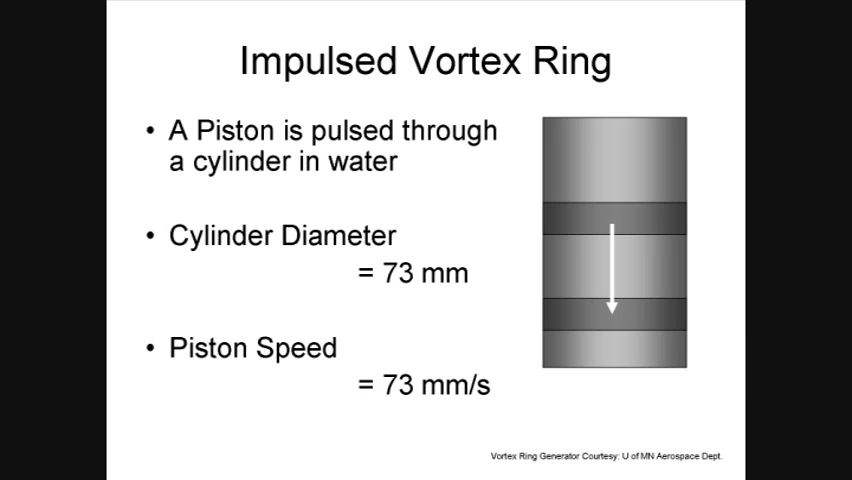 Impulsed Vortex Ring
• A Piston is pulsed through
a cylinder in water
• Cylinder Diameter
= 73 mm
• Piston Speed
= 73 mm/s
Vortex Ring Generator Courtesy: U of MN Aerospace Dept.